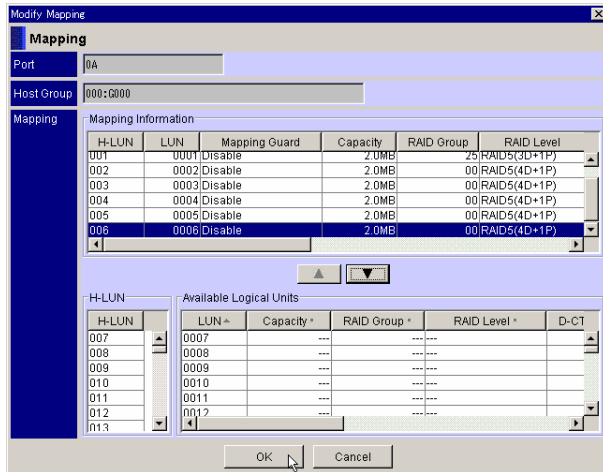 Modify Mapping
Mapping
Port 0A
Host Group 000:G000
Mapping Mapping Information
H-LUN LUN Mapping Guard Capacity RAID Group RAID Level
001 0001 Disable 2.0MB 25 RAID5(3D+1P)
002 0002 Disable 2.0MB 00 RAID5(4D+1P)
003 0003 Disable 2.0MB 00 RAID5(4D+1P)
004 0004 Disable 2.0MB 00 RAID5(4D+1P)
005 0005 Disable 2.0MB 00 RAID5(4D+1P)
006 0006 Disable 2.0MB 00 RAID5(4D+1P)
H-LUN Available Logical Units
H-LUN LUN Capacity RAID Group RAID Level D-CT
007 0007 --- --- ---
008 0008 --- --- ---
009 0009 --- --- ---
010 0010 --- --- ---
011 0011 --- --- ---
012 0012 --- --- ---
013
OK Cancel